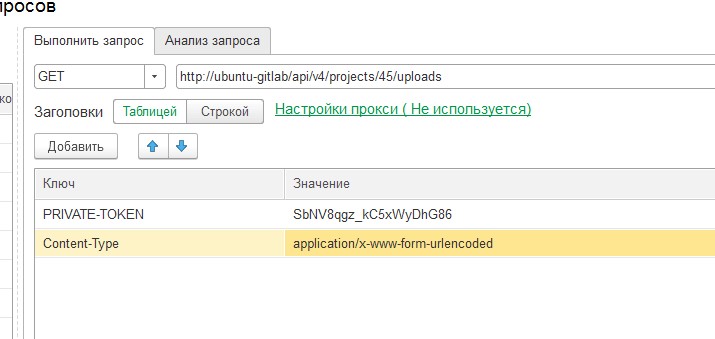 просов
Выполнить запрос Анализ запроса
GET http://ubuntu-gitlab/api/v4/projects/45/uploads
ко Заголовки Таблицей Строкой Настройки прокси ( Не используется)
Добавить
Ключ Значение
PRIVATE-TOKEN SbNV8qgz_kC5xWyDhG86
Content-Type application/x-www-form-urlencoded